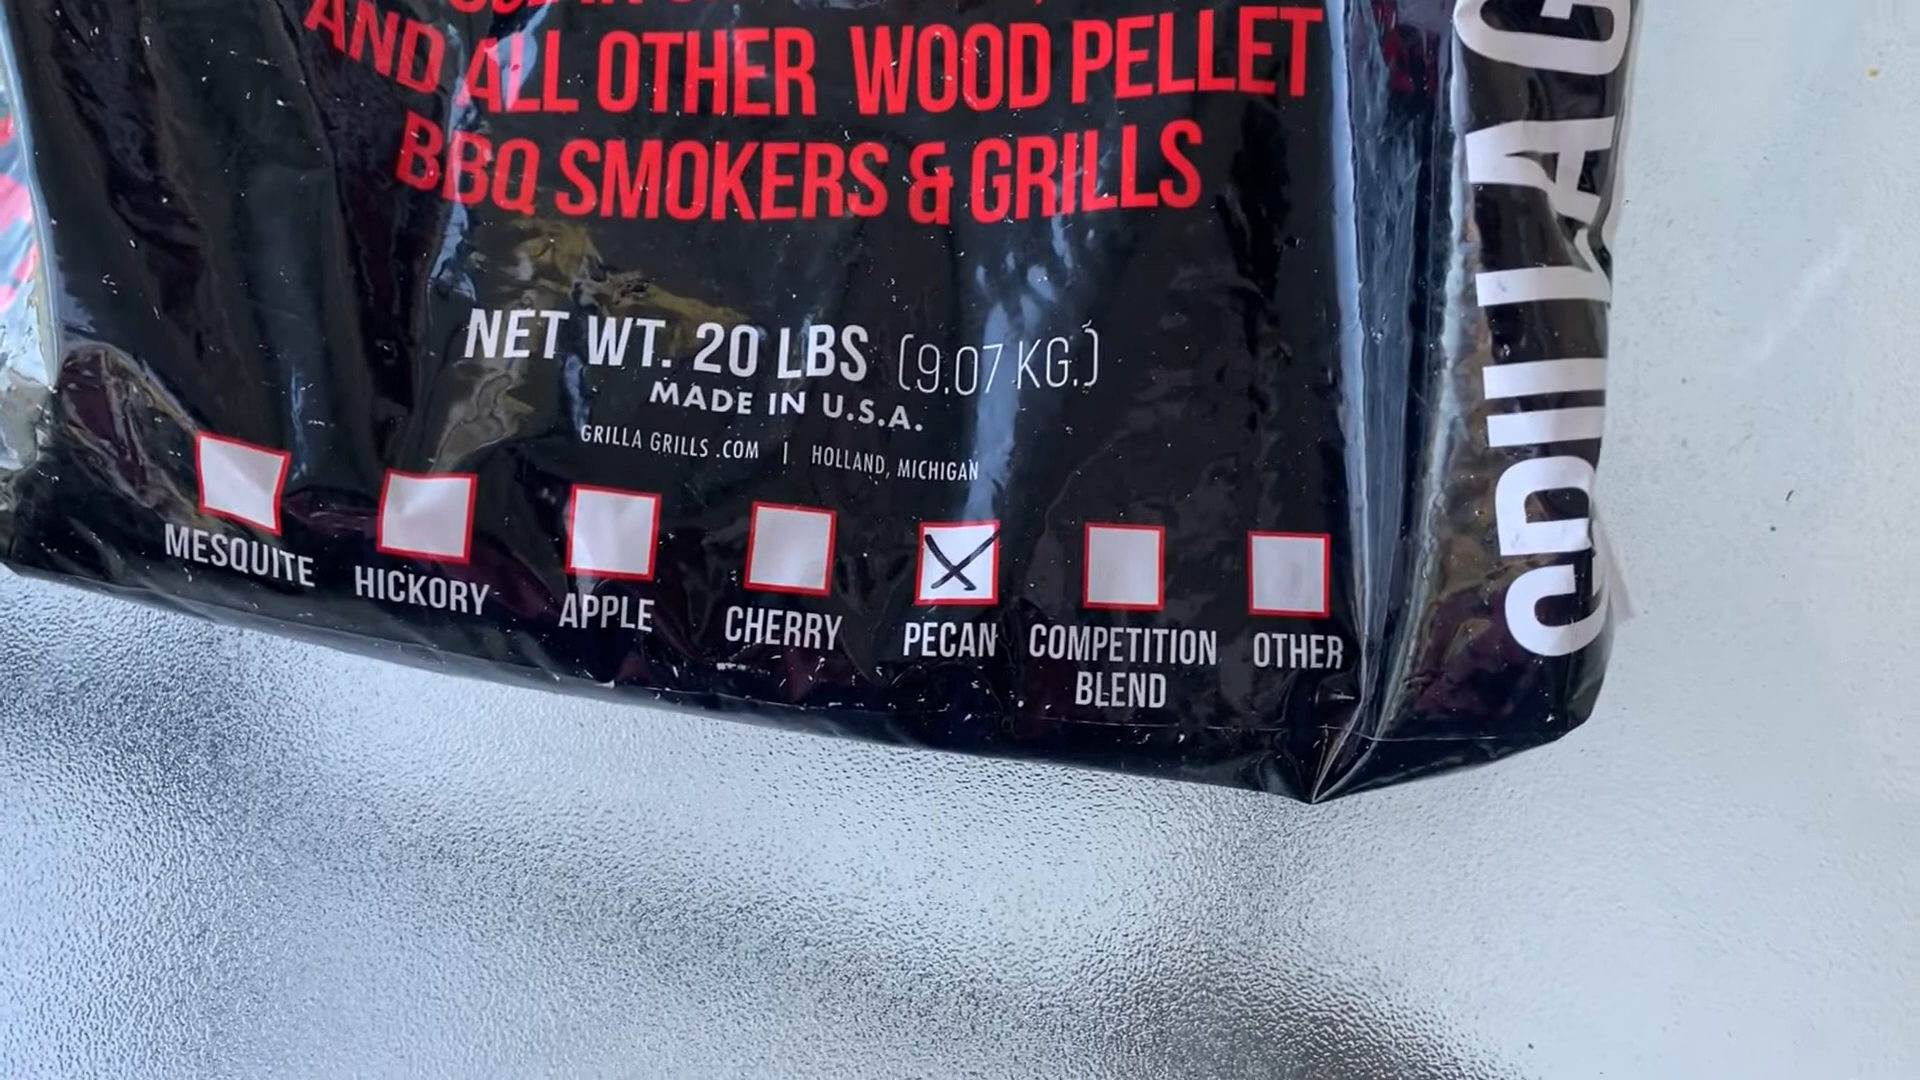 AND ALL OTHER WOOD PELLET
BBQ SMOKERS & GRILLS
NET WT. 20 LBS (9.07 KG.)
MADE IN U.S.A.
GRILLA GRILLS .COM | HOLLAND, MICHIGAN
MESQUITE
HICKORY
APPLE
CHERRY
PECAN
COMPETITION
BLEND
OTHER
GRILLA G